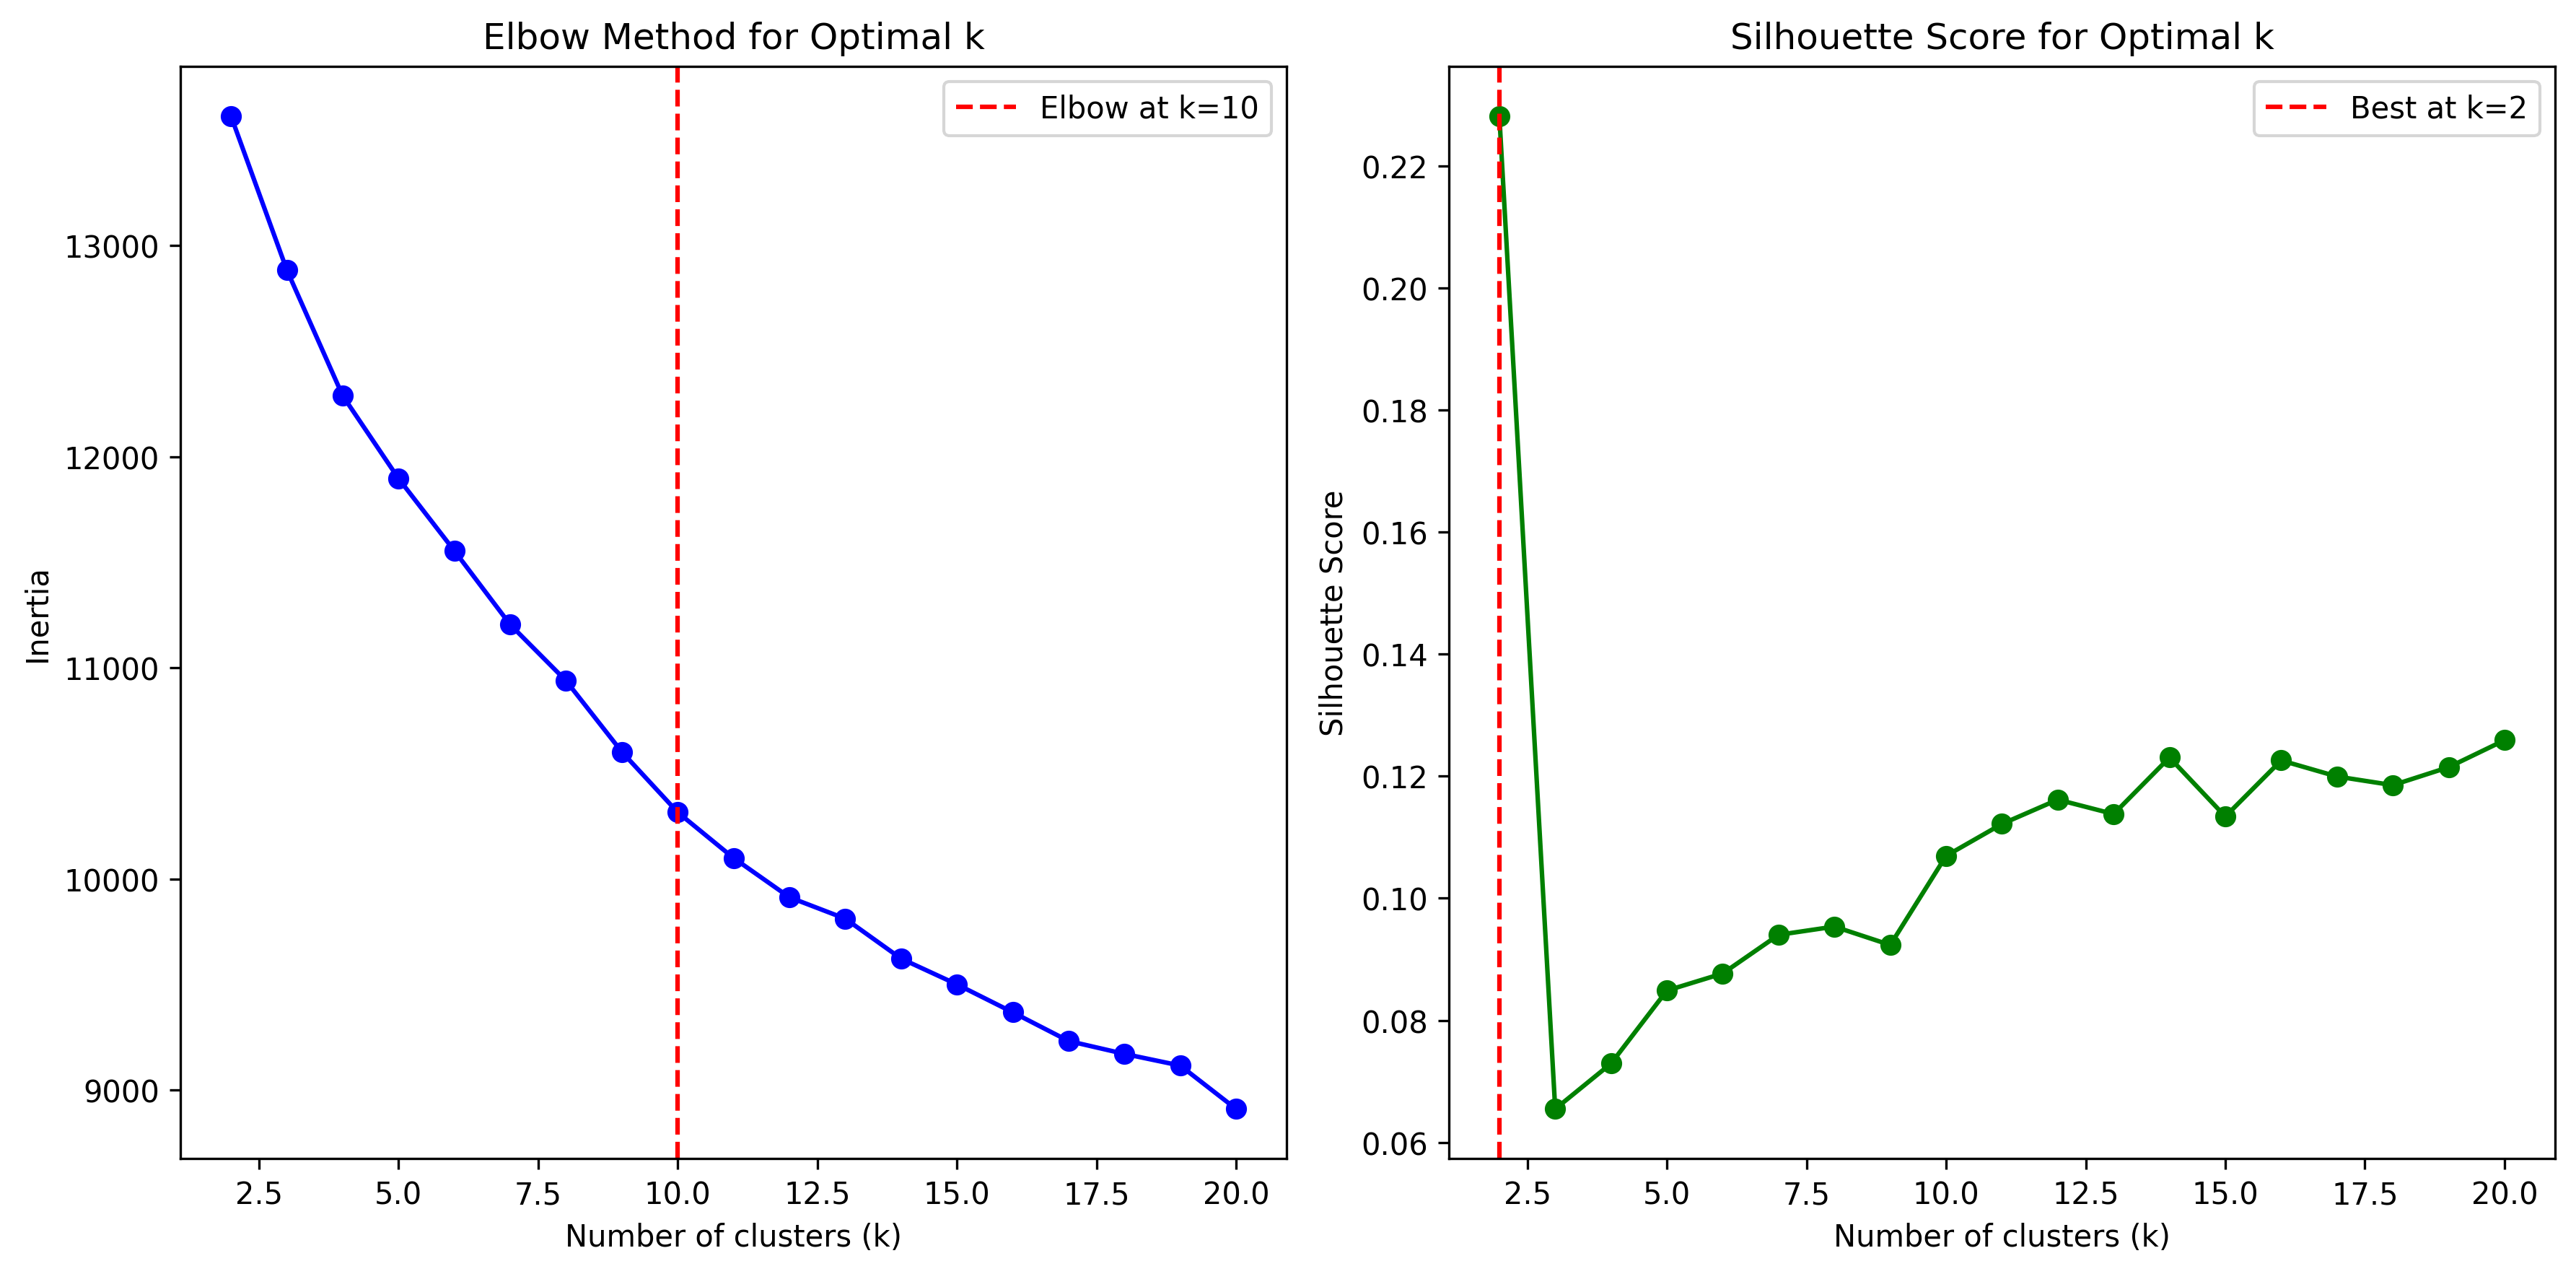 Elbow Method for Optimal k
Elbow at k=10
Inertia
13000
12000
11000
10000
9000
2.5 5.0 7.5 10.0 12.5 15.0 17.5 20.0
Number of clusters (k)
Silhouette Score for Optimal k
Best at k=2
Silhouette Score
0.22
0.20
0.18
0.16
0.14
0.12
0.10
0.08
0.06
2.5 5.0 7.5 10.0 12.5 15.0 17.5 20.0
Number of clusters (k)